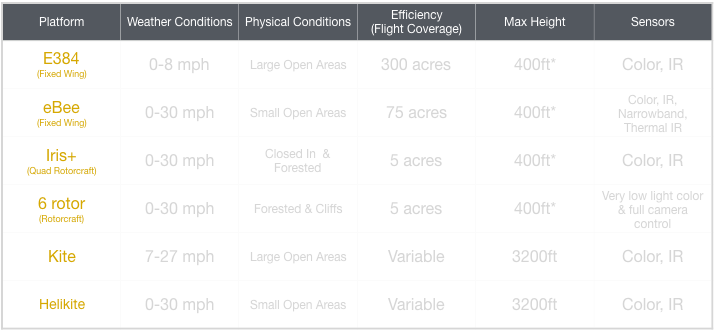 Platform Weather Conditions Physical Conditions Efficiency (Flight Coverage) Max Height Sensors
E384 (Fixed Wing) 0-8 mph Large Open Areas 300 acres 400ft* Color, IR
eBee (Fixed Wing) 0-30 mph Small Open Areas 75 acres 400ft* Color, IR, Narrowband, Thermal IR
Iris+ (Quad Rotorcraft) 0-30 mph Closed In & Forested 5 acres 400ft* Color, IR
6 rotor (Rotorcraft) 0-30 mph Forested & Cliffs 5 acres 400ft* Very low light color & full camera control
Kite 7-27 mph Large Open Areas Variable 3200ft Color, IR
Helikite 0-30 mph Small Open Areas Variable 3200ft Color, IR